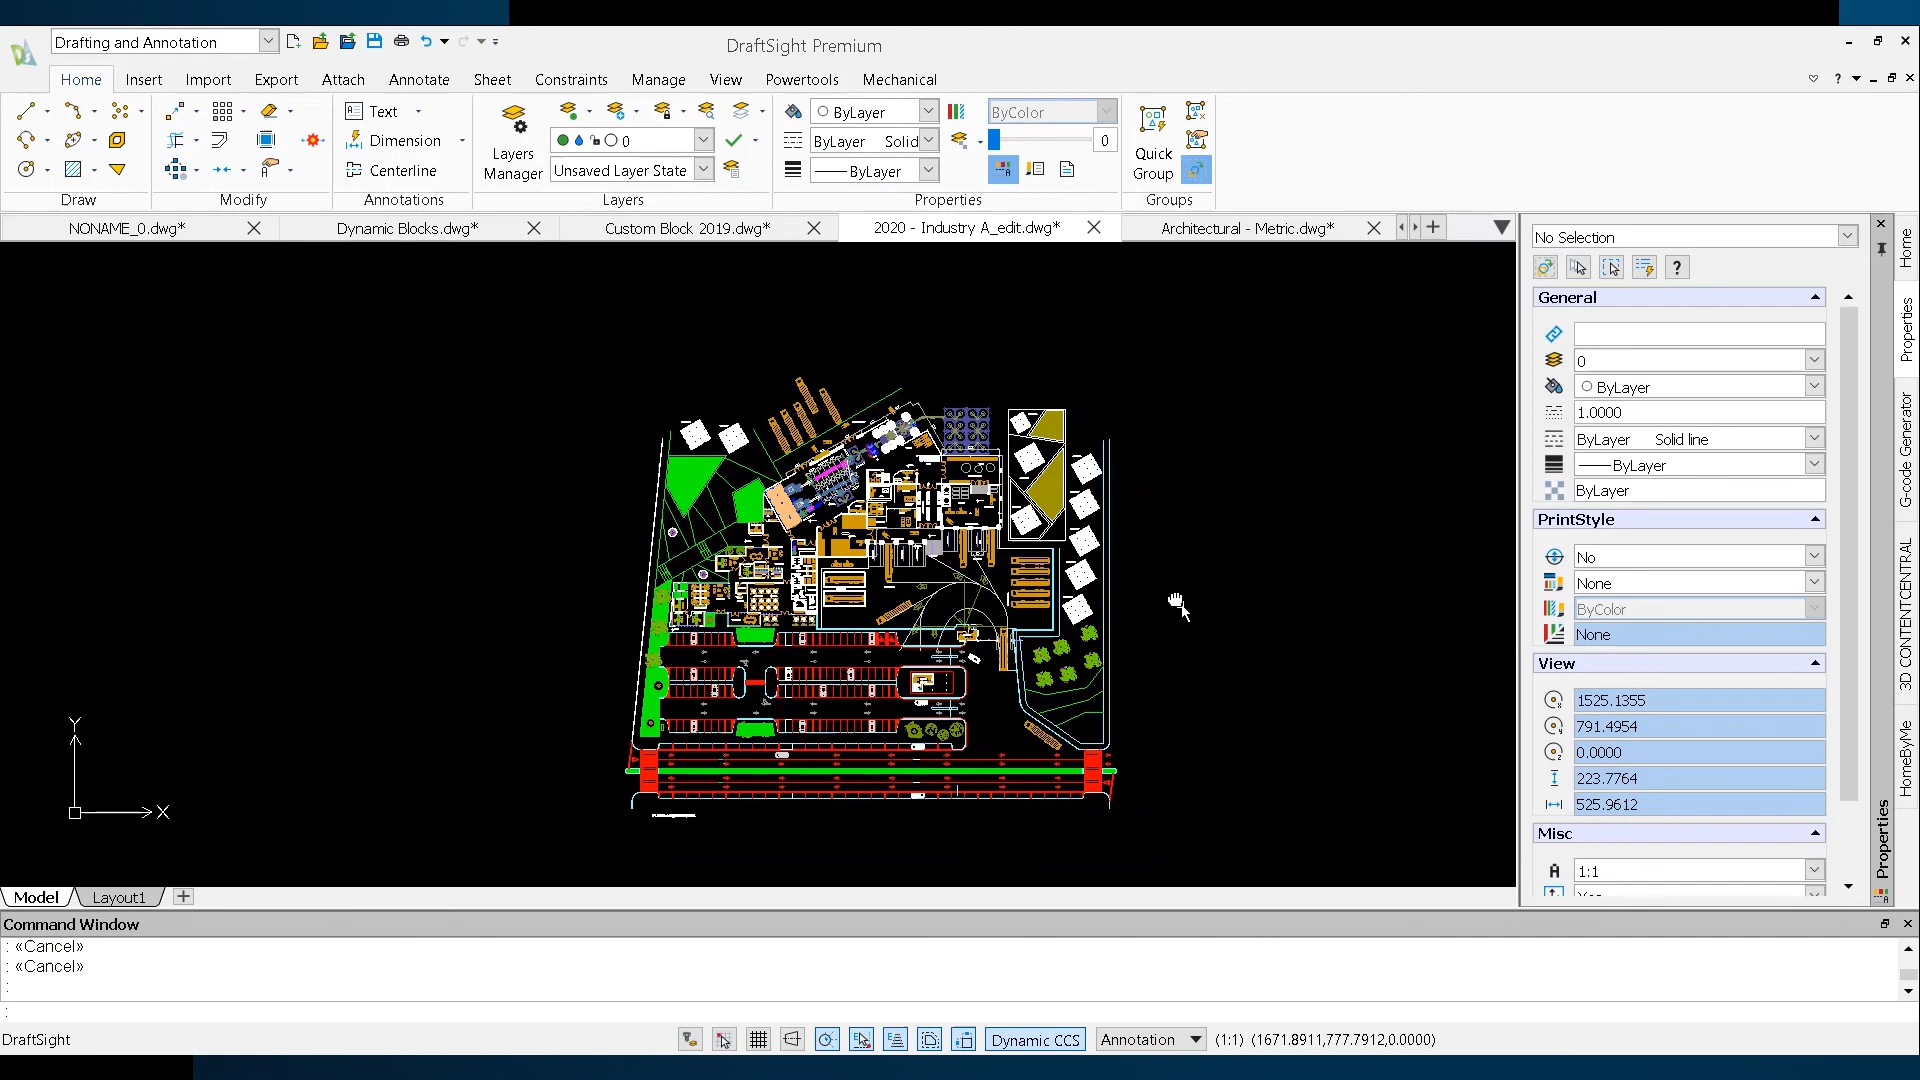 Drafting and Annotation
DraftSight Premium
Home
Insert
Import
Export
Attach
Annotate
Sheet
Constraints
Manage
View
Powertools
Mechanical
?
Text
Dimension
Centerline
Layers
Manager
0
Unsaved Layer State
ByLayer
ByLayer Solid
ByLayer
ByColor
0
Quick
Group
Draw
Modify
Annotations
Layers
Properties
Groups
NONAME_0.dwg*
Dynamic Blocks.dwg*
Custom Block 2019.dwg*
2020 - Industry A_edit.dwg*
Architectural - Metric.dwg*
No Selection
?
General
0
ByLayer
1.0000
ByLayer Solid line
ByLayer
ByLayer
PrintStyle
No
None
ByColor
None
View
1525.1355
791.4954
0.0000
223.7764
525.9612
Misc
1:1
Home
Properties
G-code Generator
3D CONTENTCENTRAL
HomeByMe
Properties
Y
X
Model
Layout1
Command Window
: «Cancel»
: «Cancel»
:
:
DraftSight
Dynamic CCS
Annotation
(1:1)
(1671.8911,777.7912,0.0000)